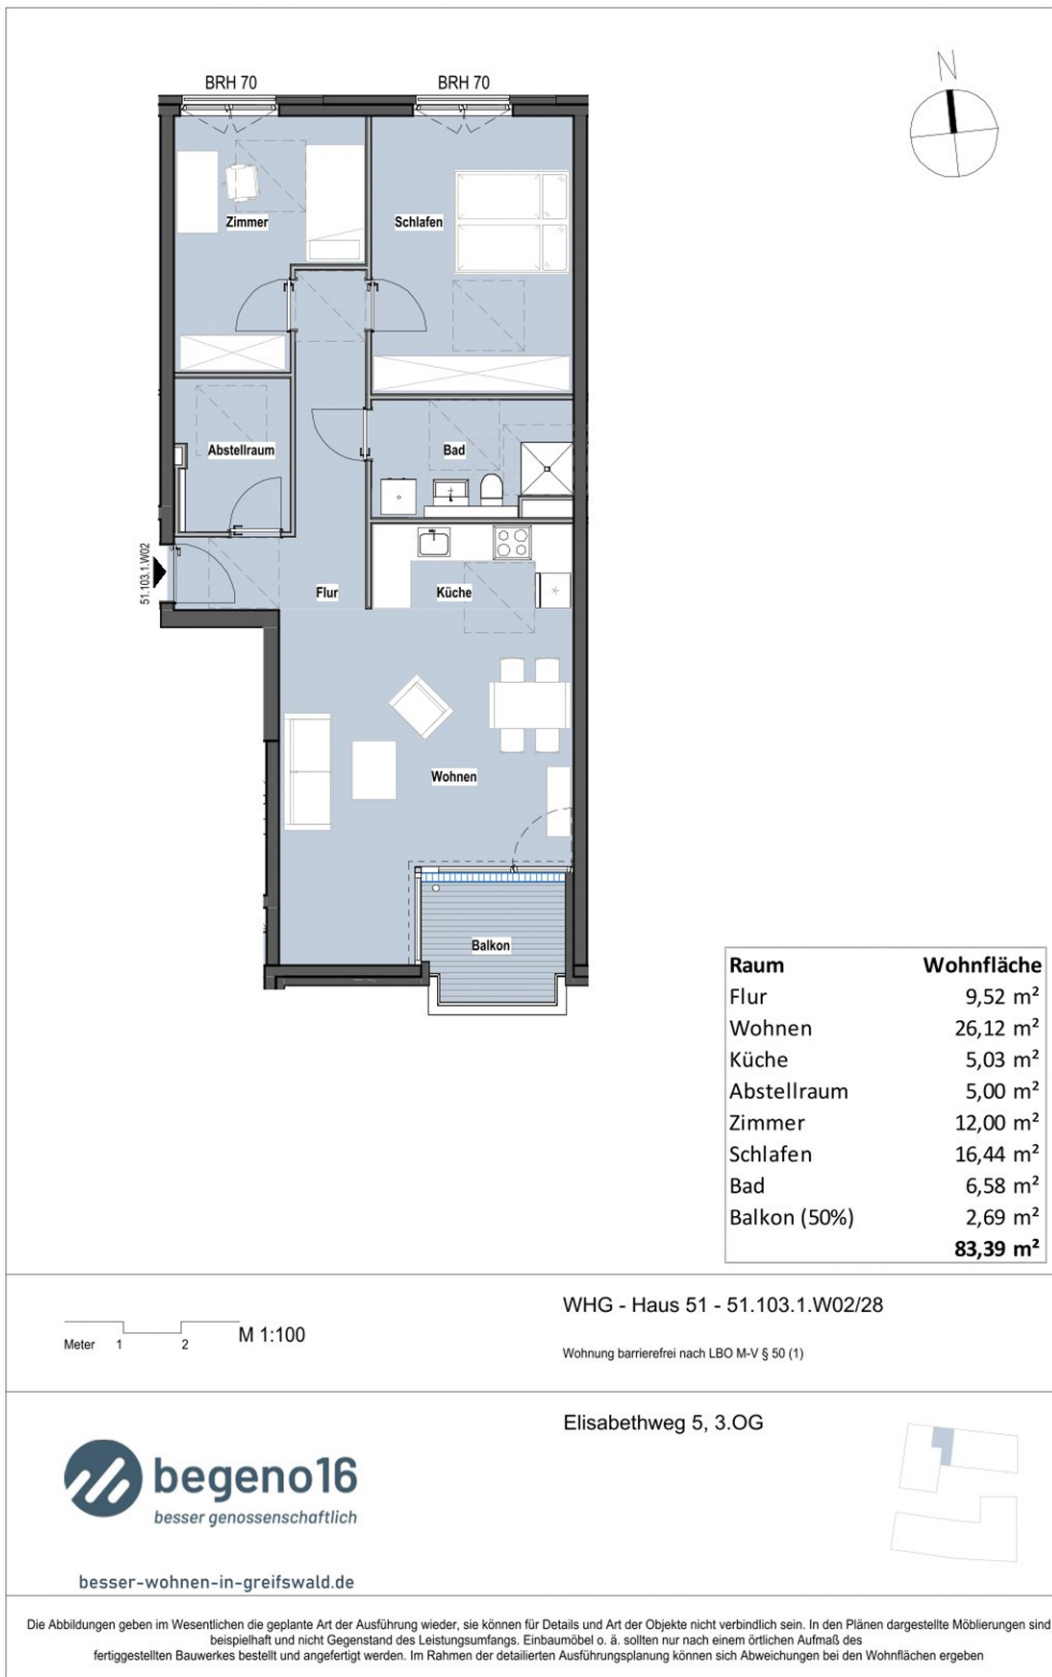 BRH 70 BRH 70
N
Zimmer Schlafen
Abstellraum Bad
51.103.1.W02
Flur Küche
Wohnen
Balkon
Raum Wohnfläche
Flur 9,52 m²
Wohnen 26,12 m²
Küche 5,03 m²
Abstellraum 5,00 m²
Zimmer 12,00 m²
Schlafen 16,44 m²
Bad 6,58 m²
Balkon (50%) 2,69 m²
83,39 m²
Meter 1 2 M 1:100
WHG - Haus 51 - 51.103.1.W02/28
Wohnung barrierefrei nach LBO M-V § 50 (1)
Elisabethweg 5, 3.OG
begeno16
besser genossenschaftlich
besser-wohnen-in-greifswald.de
Die Abbildungen geben im Wesentlichen die geplante Art der Ausführung wieder, sie können für Details und Art der Objekte nicht verbindlich sein. In den Plänen dargestellte Möblierungen sind
beispielhaft und nicht Gegenstand des Leistungsumfangs. Einbaumöbel o. ä. sollten nur nach einem örtlichen Aufmaß des
fertiggestellten Bauwerkes bestellt und angefertigt werden. Im Rahmen der detailierten Ausführungsplanung können sich Abweichungen bei den Wohnflächen ergeben